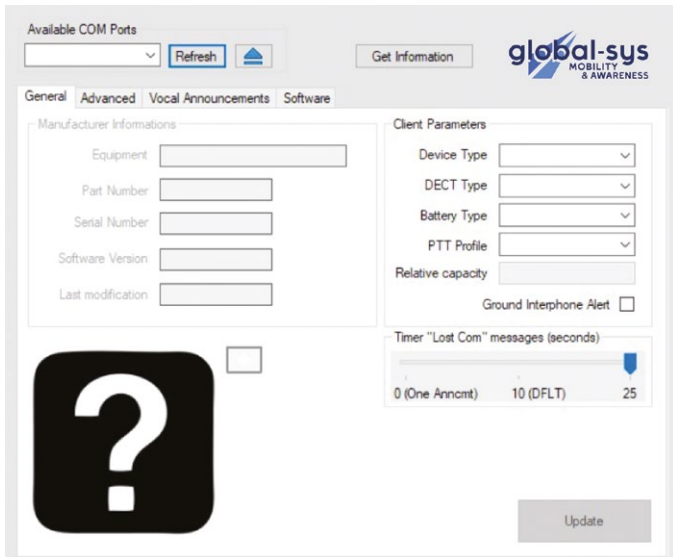 Available COM Ports
Refresh
Get Information
global-sys
MOBILITY
& AWARENESS
General Advanced Vocal Announcements Software
Manufacturer Informations
Equipment
Part Number
Serial Number
Software Version
Last modification
Client Parameters
Device Type
DECT Type
Battery Type
PTT Profile
Relative capacity
Ground Interphone Alert
Timer "Lost Com" messages (seconds)
0 (One Anncmt) 10 (DFLT) 25
?
Update